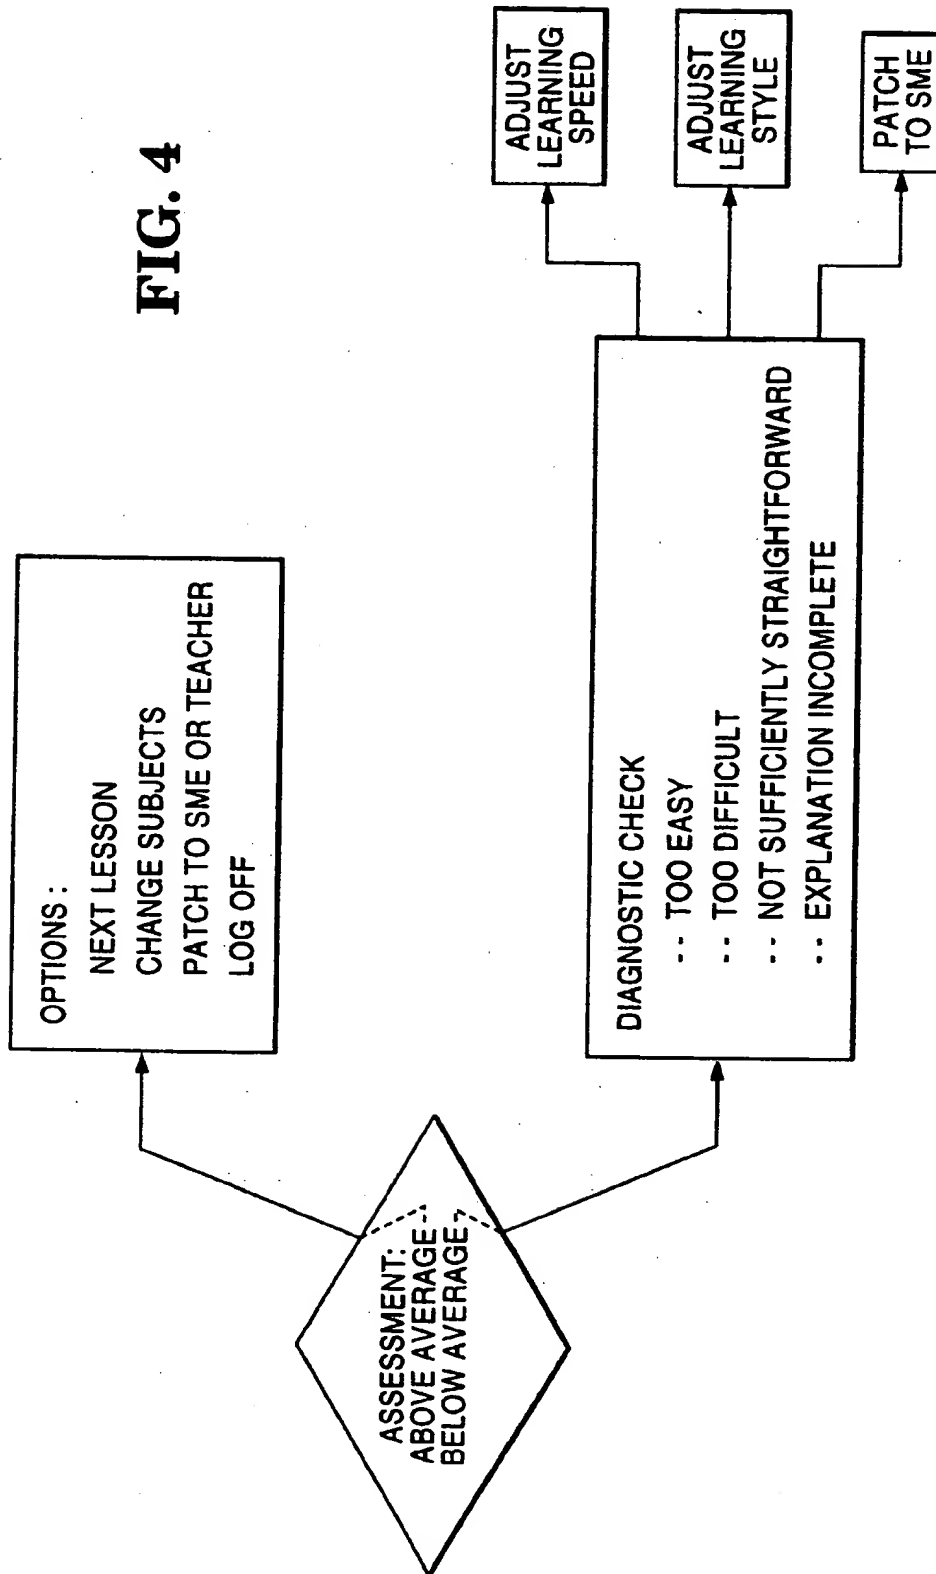 FIG. 4
ASSESSMENT:
ABOVE AVERAGE
BELOW AVERAGE
OPTIONS :
NEXT LESSON
CHANGE SUBJECTS
PATCH TO SME OR TEACHER
LOG OFF
DIAGNOSTIC CHECK
-- TOO EASY
-- TOO DIFFICULT
-- NOT SUFFICIENTLY STRAIGHTFORWARD
-- EXPLANATION INCOMPLETE
ADJUST
LEARNING
SPEED
ADJUST
LEARNING
STYLE
PATCH
TO SME